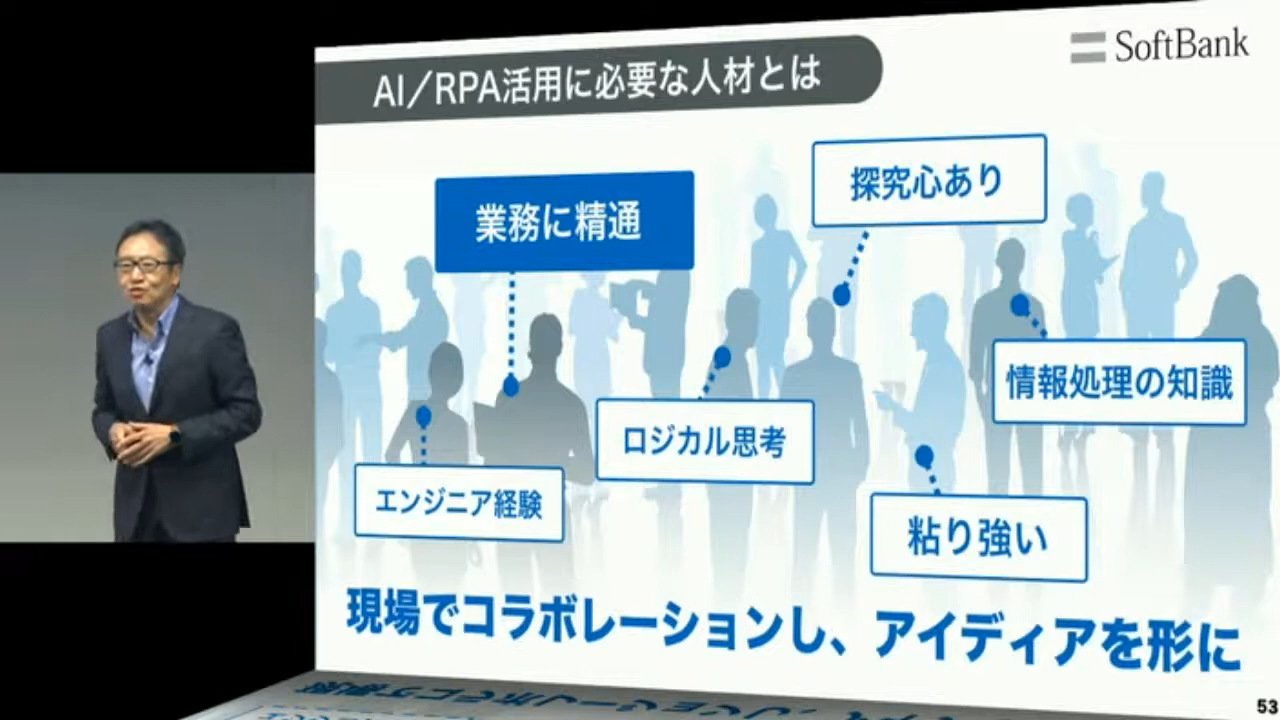 SoftBank
AI／RPA活用に必要な人材とは
探究心あり
業務に精通
情報処理の知識
ロジカル思考
エンジニア経験
粘り強い
現場でコラボレーションし、アイディアを形に
53